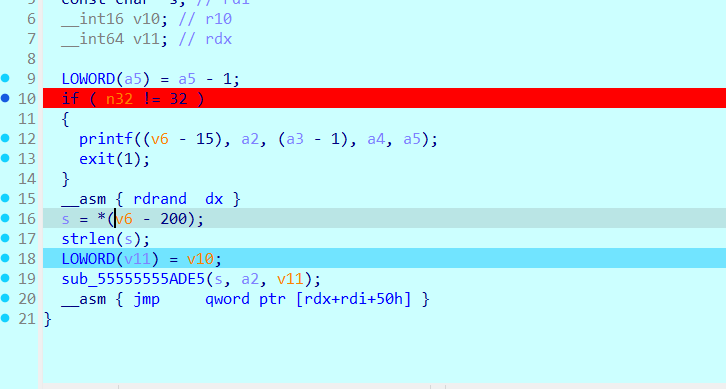 const char *s; // rdi
6 __int16 v10; // r10
7 __int64 v11; // rdx
8
9 LOWORD(a5) = a5 - 1;
10 if ( n32 != 32 )
11 {
12 printf((v6 - 15), a2, (a3 - 1), a4, a5);
13 exit(1);
14 }
15 __asm { rdrand dx }
16 s = *(v6 - 200);
17 strlen(s);
18 LOWORD(v11) = v10;
19 sub_55555555ADE5(s, a2, v11);
20 __asm { jmp qword ptr [rdx+rdi+50h] }
21 }